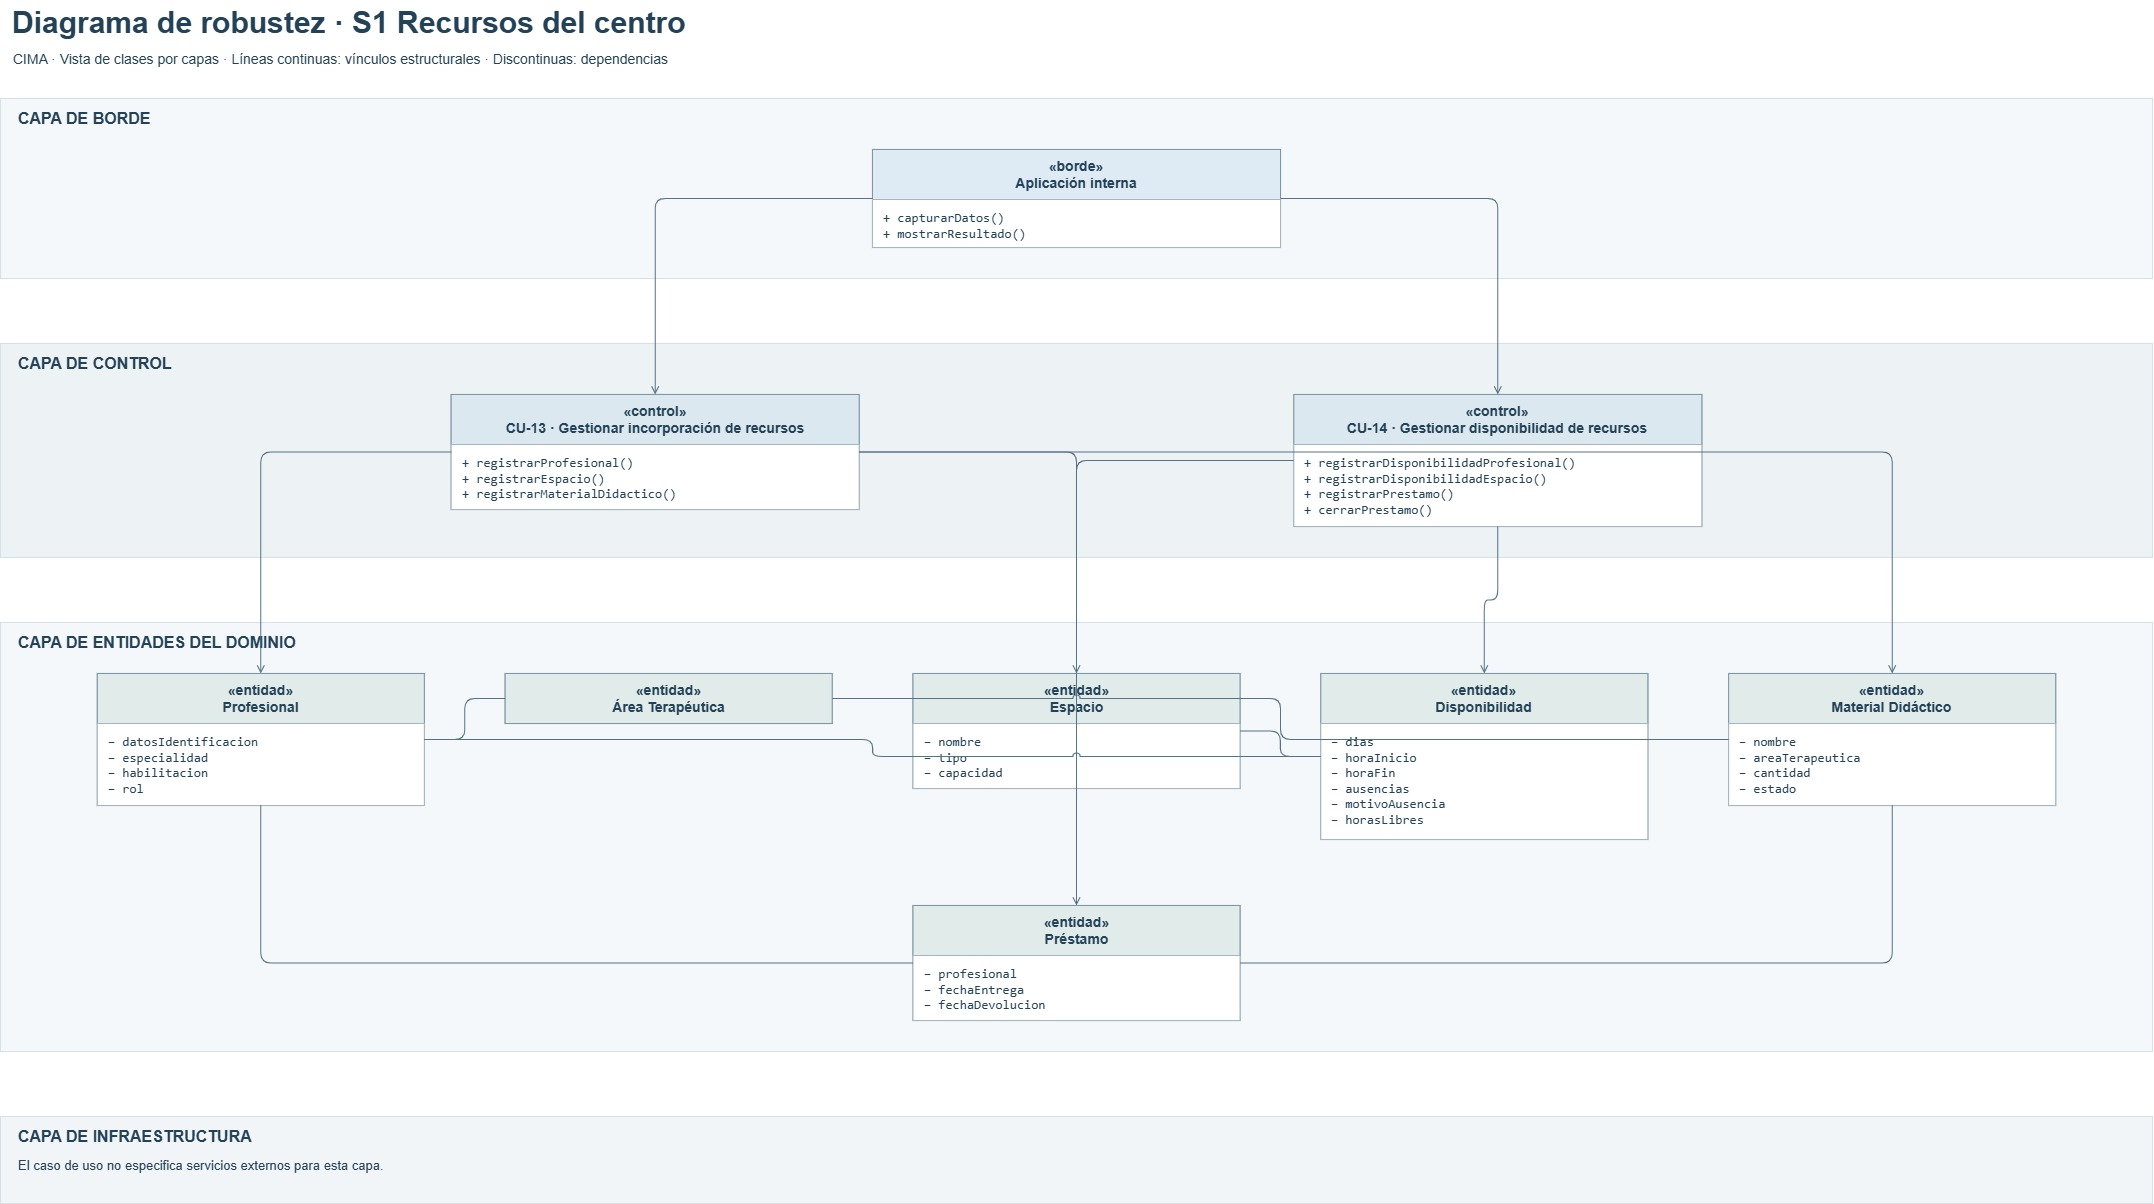 Diagrama de robustez · S1 Recursos del centro
CIMA · Vista de clases por capas · Líneas continuas: vínculos estructurales · Discontinuas: dependencias
CAPA DE BORDE
«borde»
Aplicación interna
+ capturarDatos()
+ mostrarResultado()
CAPA DE CONTROL
«control»
CU-13 · Gestionar incorporación de recursos
+ registrarProfesional()
+ registrarEspacio()
+ registrarMaterialDidactico()
«control»
CU-14 · Gestionar disponibilidad de recursos
+ registrarDisponibilidadProfesional()
+ registrarDisponibilidadEspacio()
+ registrarPrestamo()
+ cerrarPrestamo()
CAPA DE ENTIDADES DEL DOMINIO
«entidad»
Profesional
– datosIdentificacion
– especialidad
– habilitacion
– rol
«entidad»
Área Terapéutica
«entidad»
Espacio
– nombre
– tipo
– capacidad
«entidad»
Disponibilidad
– dias
– horaInicio
– horaFin
– ausencias
– motivoAusencia
– horasLibres
«entidad»
Material Didáctico
– nombre
– areaTerapeutica
– cantidad
– estado
«entidad»
Préstamo
– profesional
– fechaEntrega
– fechaDevolucion
CAPA DE INFRAESTRUCTURA
El caso de uso no especifica servicios externos para esta capa.